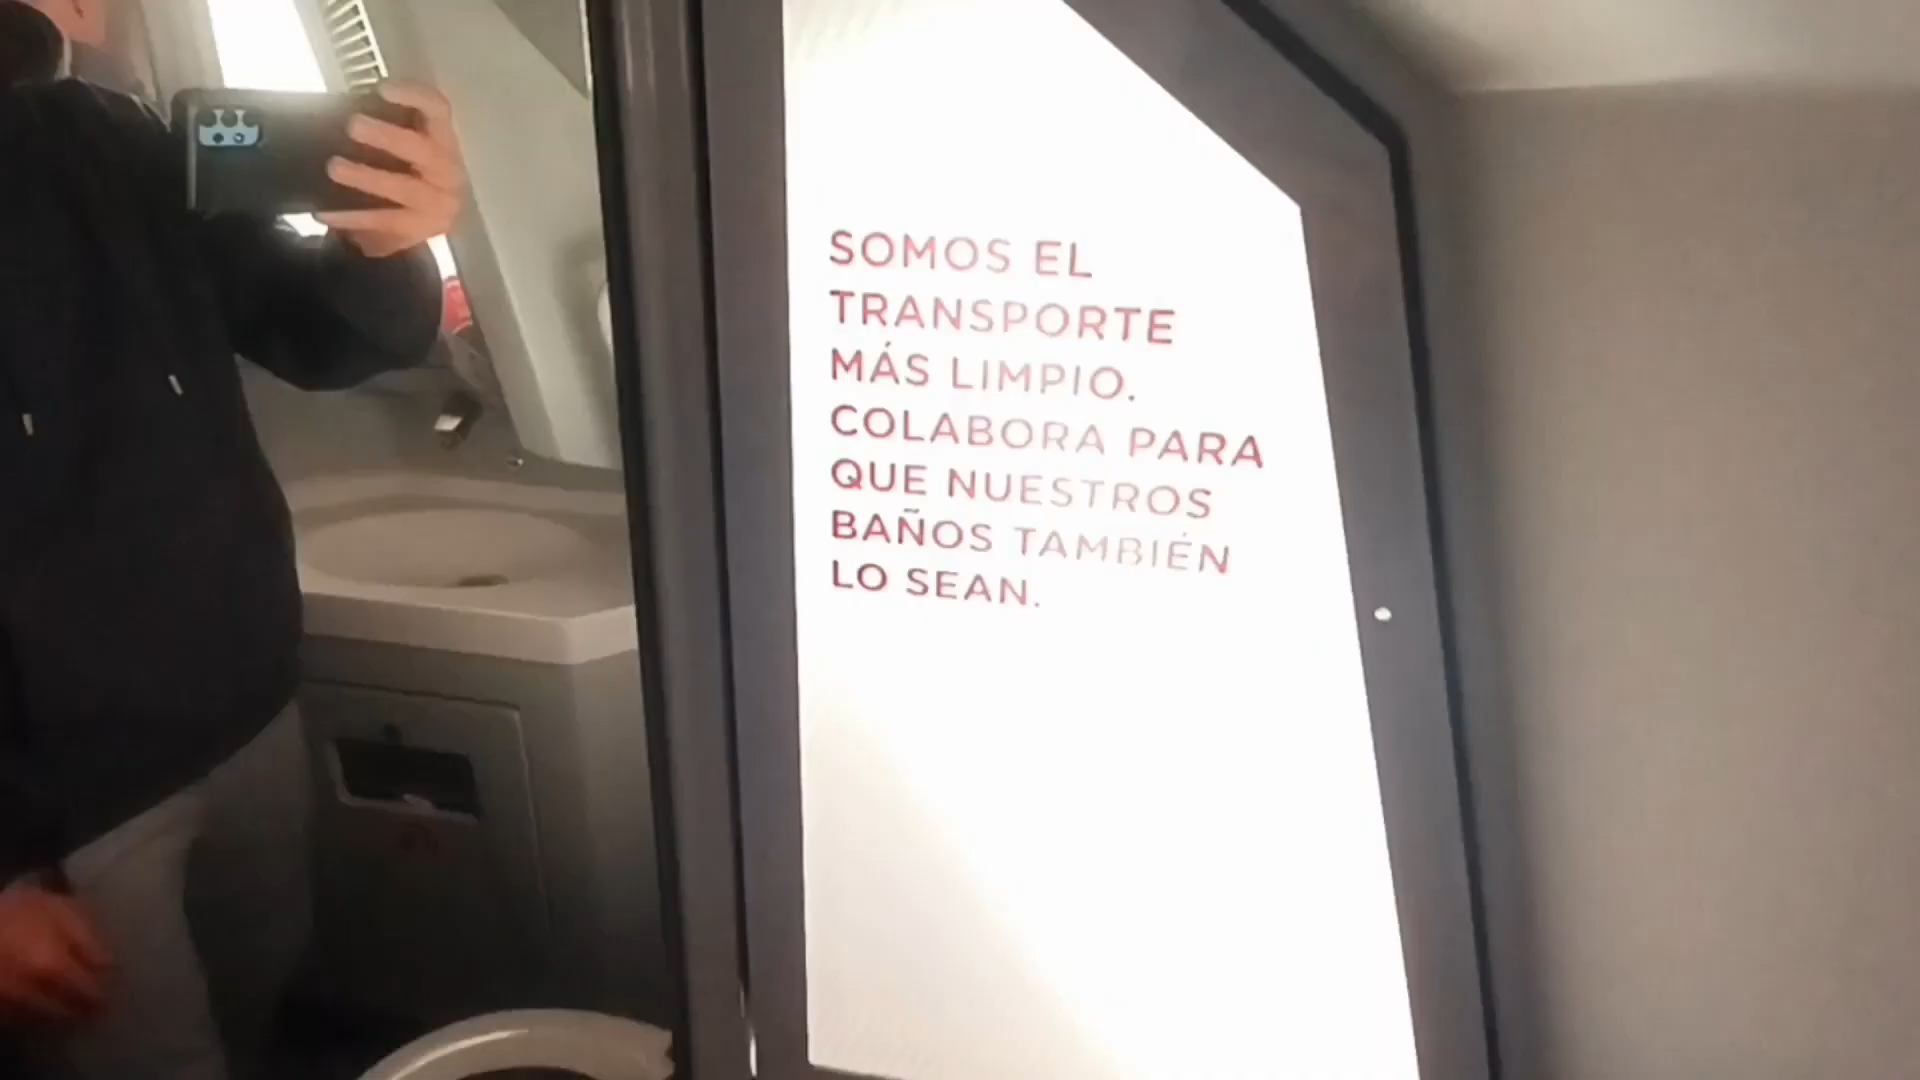 SOMOS EL
TRANSPORTE
MÁS LIMPIO.
COLABORA PARA
QUE NUESTROS
BAÑOS TAMBIÉN
LO SEAN.